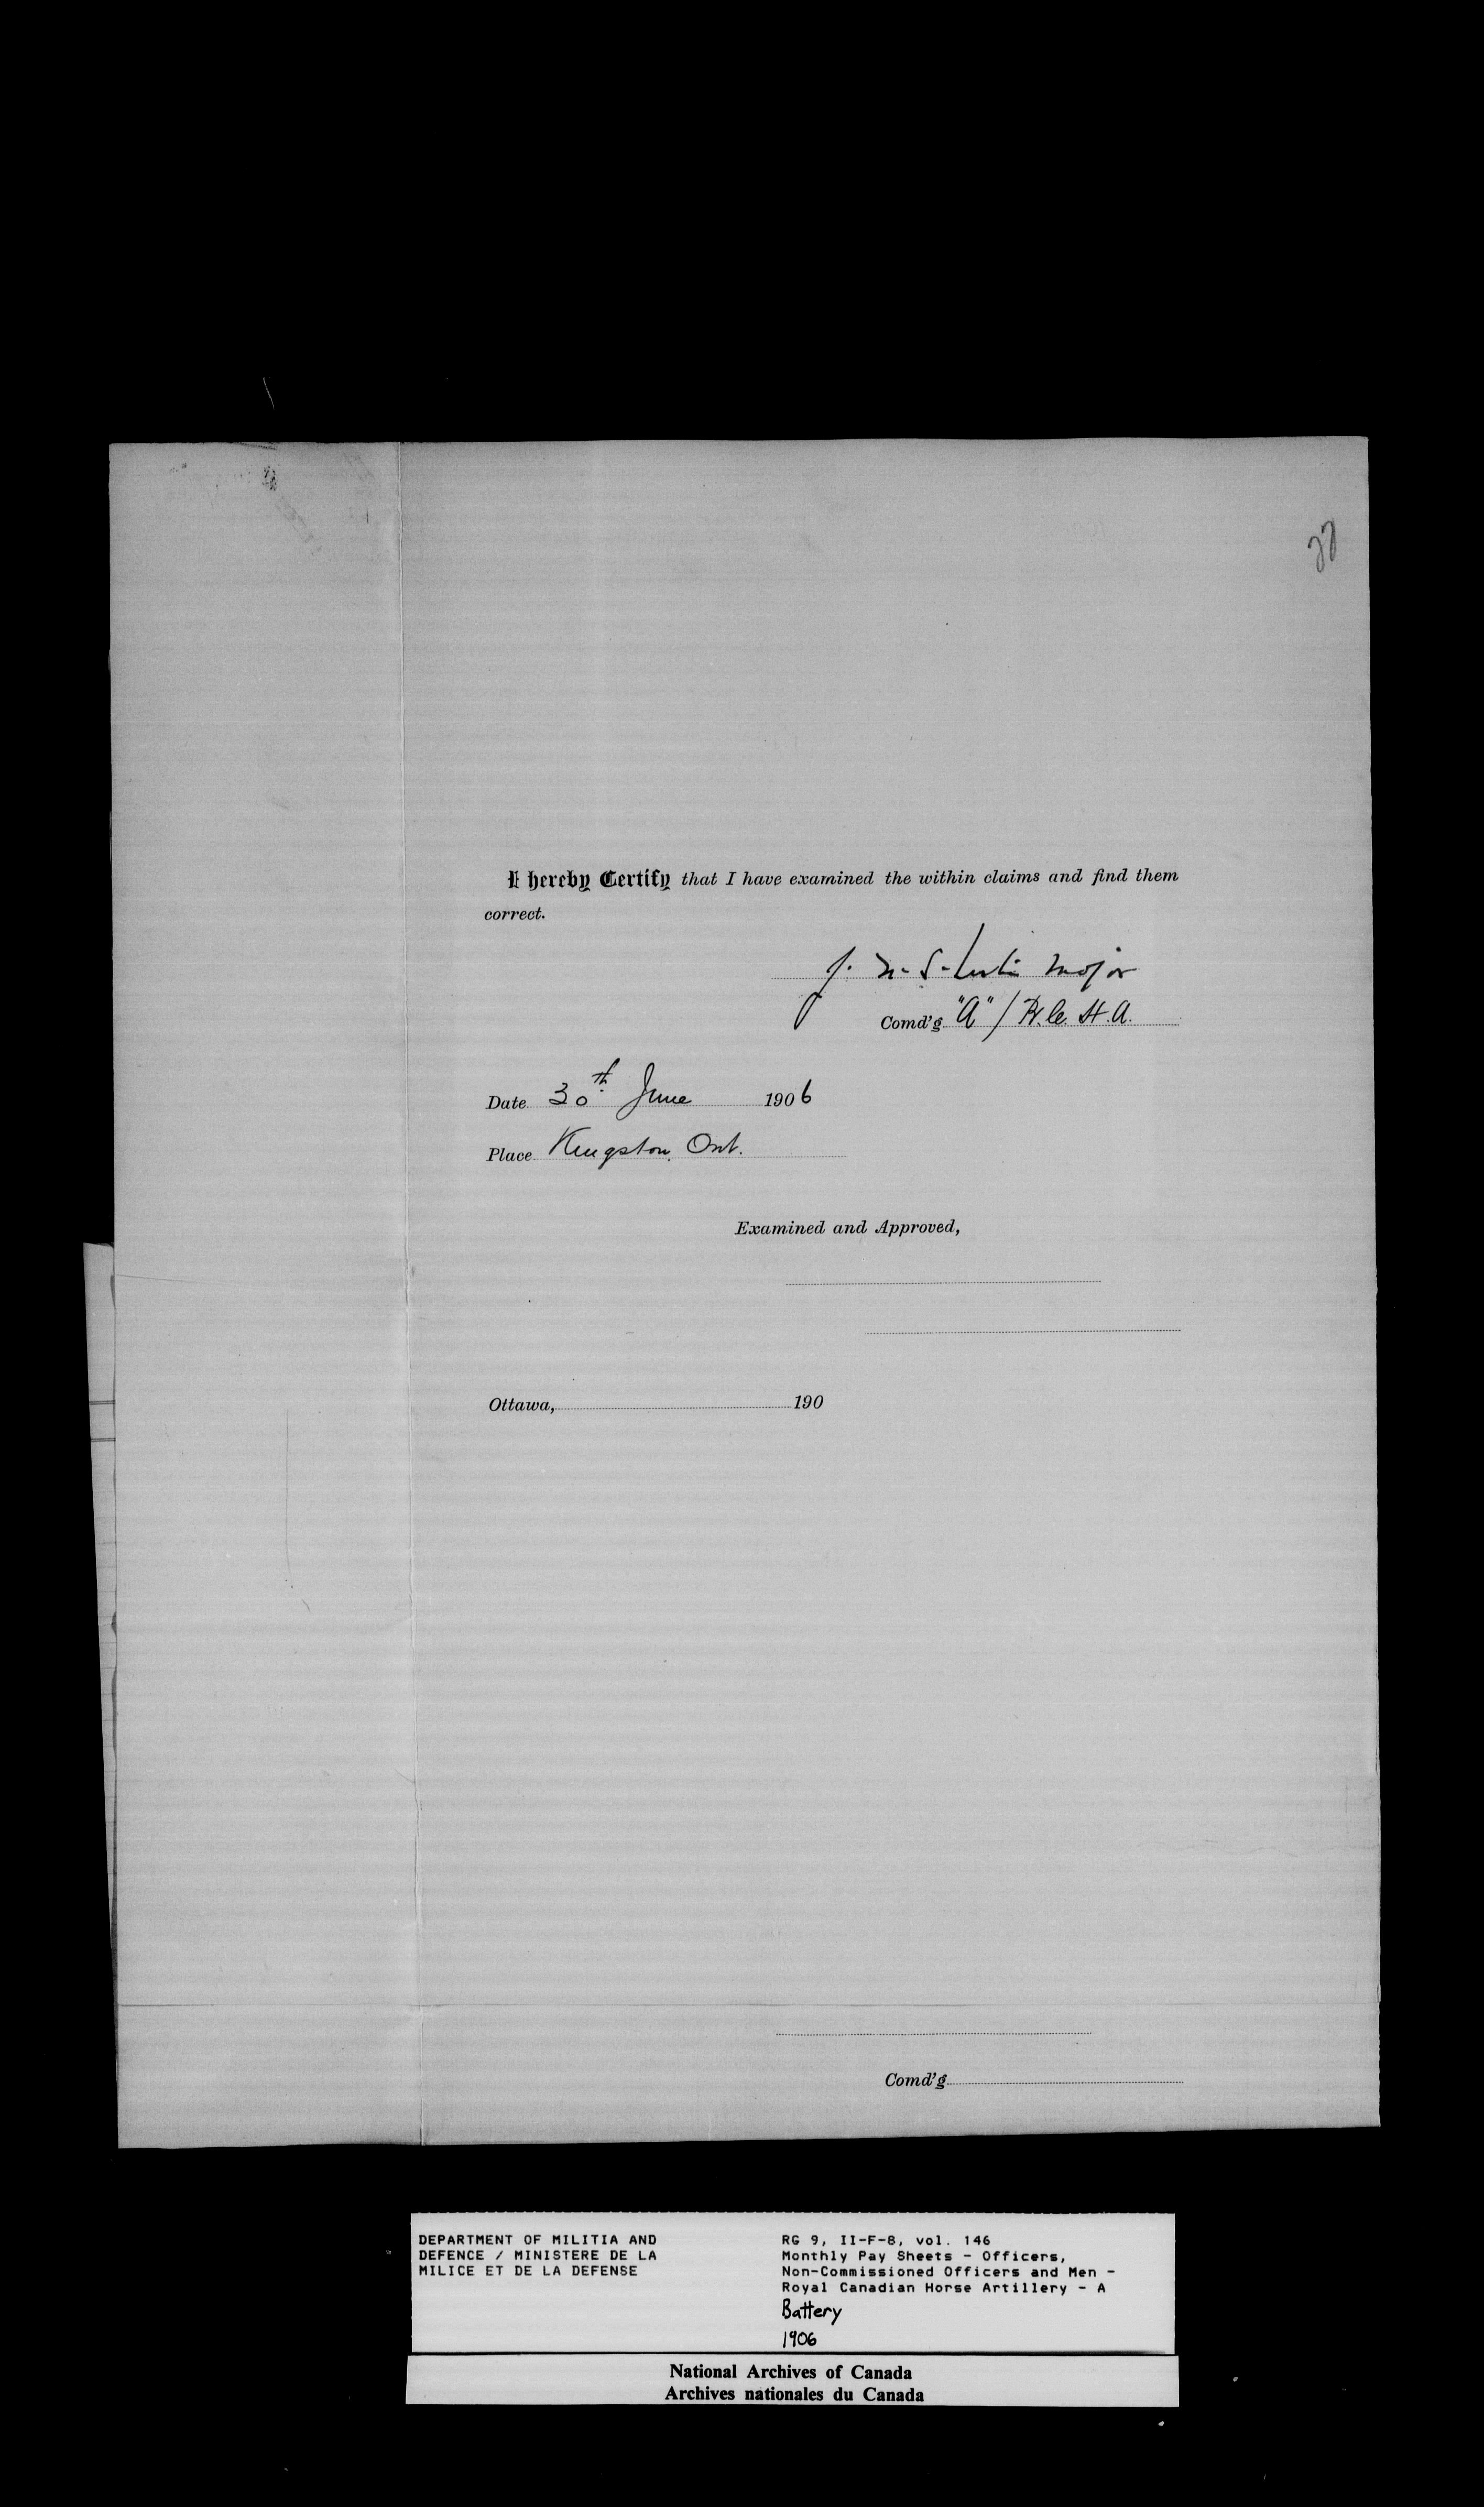 I hereby Certify that I have examined the within claims and find them
correct.
J. N. S. Leslie Major
Comd'g "A" / R.C.H.A.
Date 30th June 1906
Place Kingston, Ont.
Examined and Approved,
Ottawa, 190
Comd'g
DEPARTMENT OF MILITIA AND
DEFENCE / MINISTERE DE LA
MILICE ET DE LA DEFENSE
RG 9, II-F-8, vol. 146
Monthly Pay Sheets - Officers,
Non-Commissioned Officers and Men -
Royal Canadian Horse Artillery - A
Battery
1906
National Archives of Canada
Archives nationales du Canada